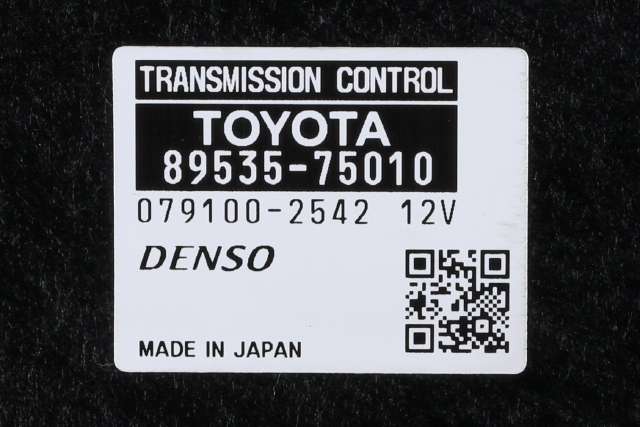 TRANSMISSION CONTROL
TOYOTA
89535-75010
079100-2542 12V
DENSO
MADE IN JAPAN